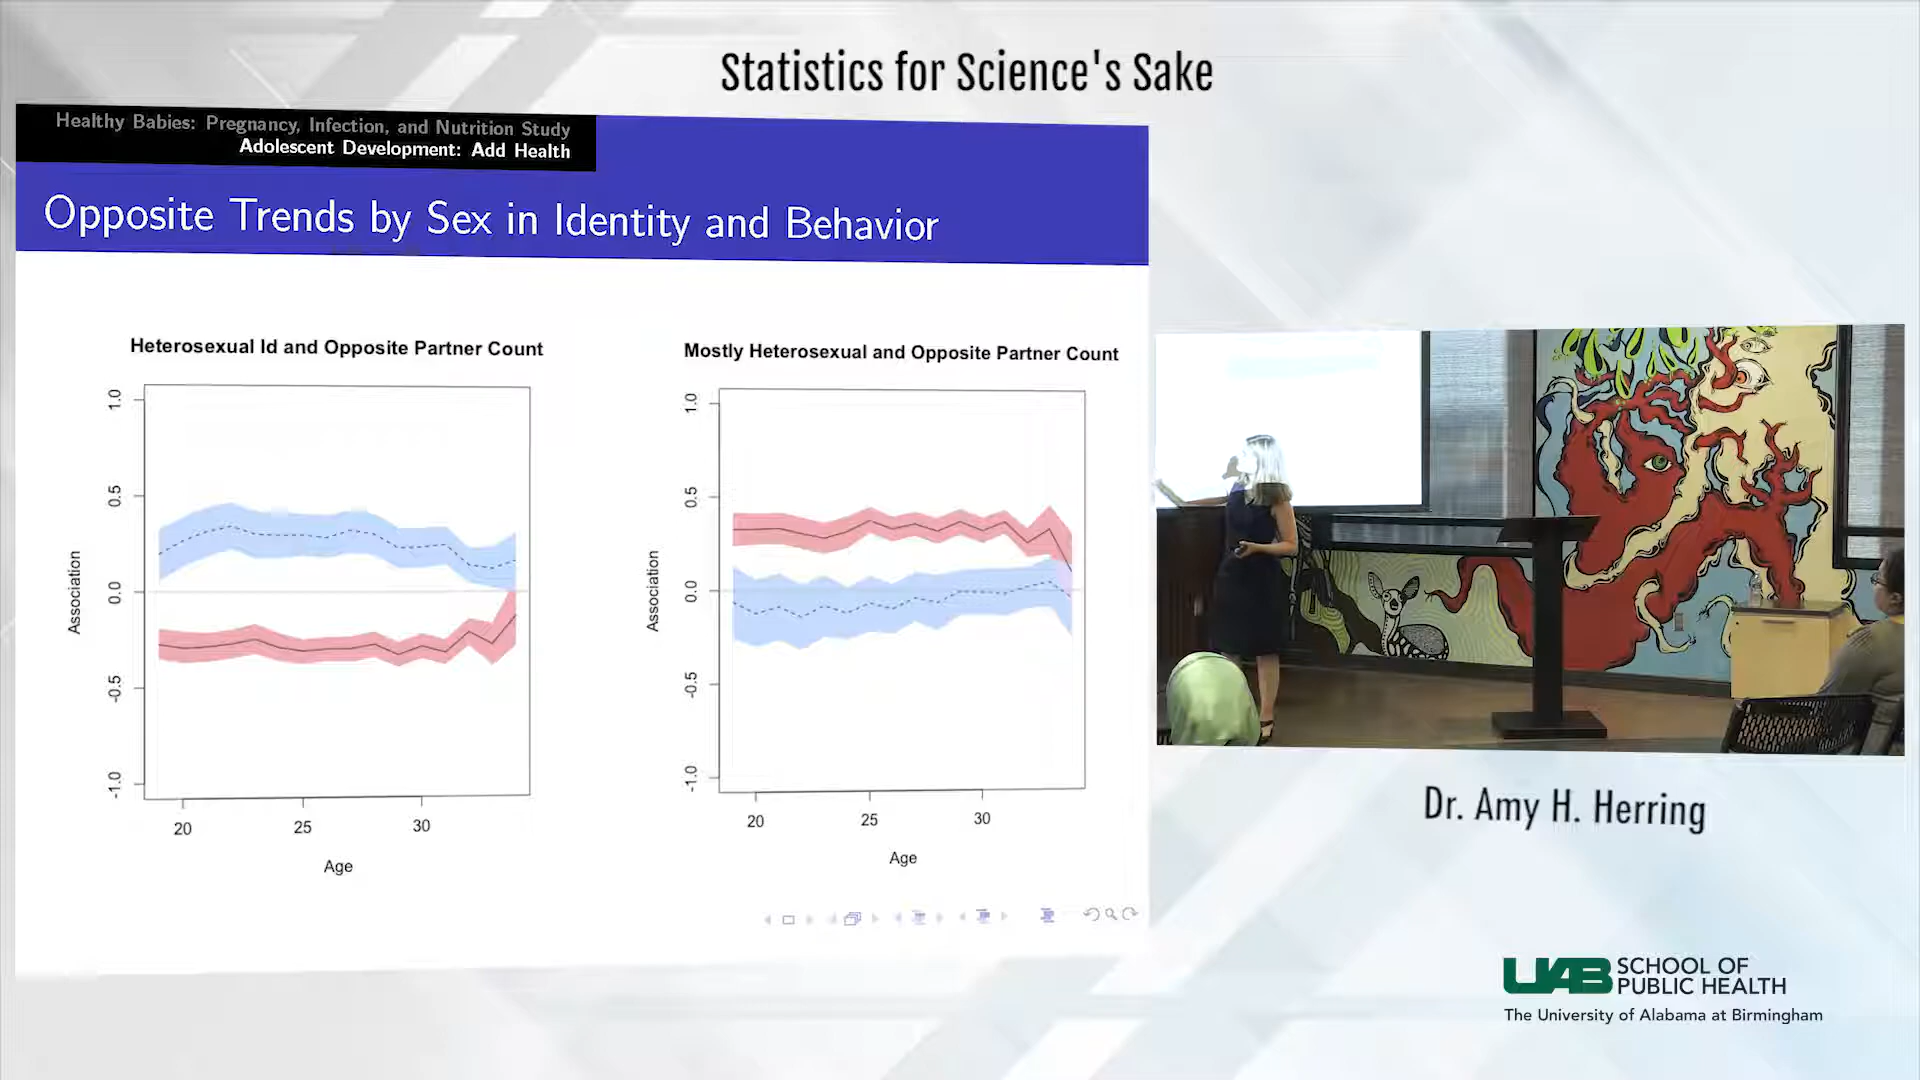 Statistics for Science's Sake
Healthy Babies: Pregnancy, Infection, and Nutrition Study
Adolescent Development: Add Health
Opposite Trends by Sex in Identity and Behavior
Heterosexual Id and Opposite Partner Count
1.0
0.5
0.0
-0.5
-1.0
Association
20 25 30
Age
Mostly Heterosexual and Opposite Partner Count
1.0
0.5
0.0
-0.5
-1.0
Association
20 25 30
Age
Dr. Amy H. Herring
UAB SCHOOL OF
PUBLIC HEALTH
The University of Alabama at Birmingham